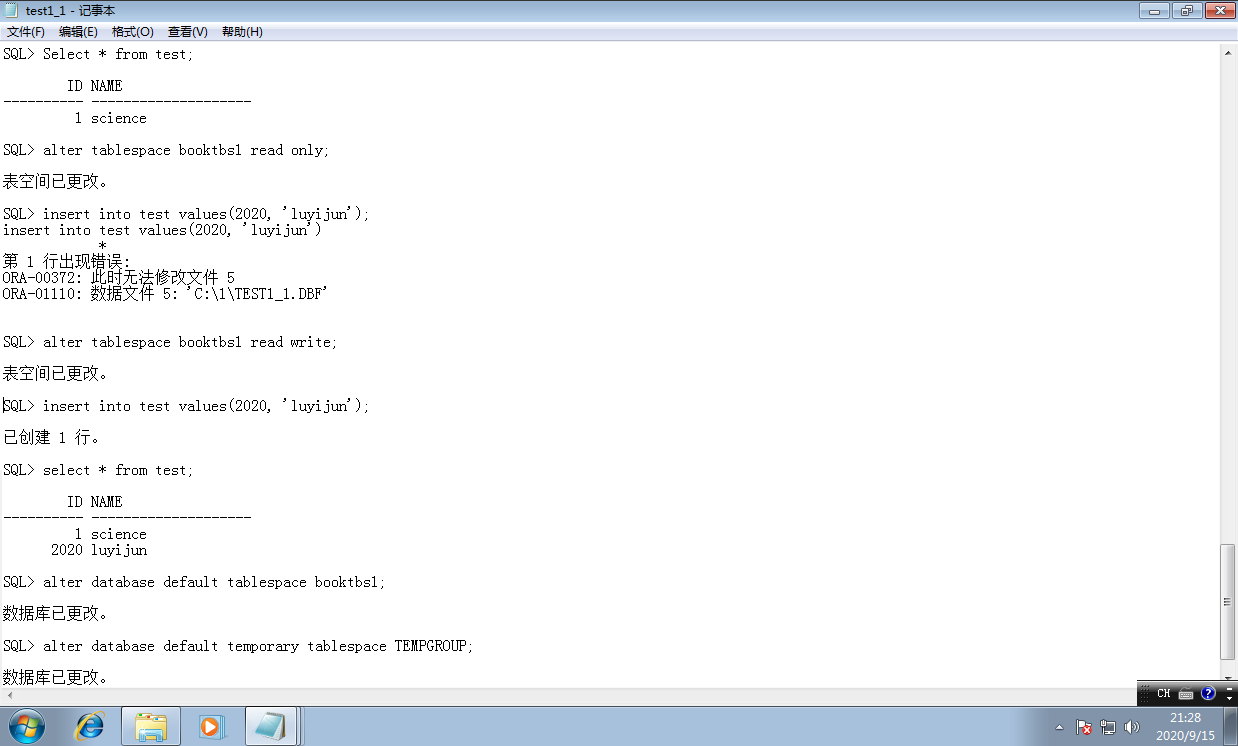 test1_1 - 记事本
文件(F) 编辑(E) 格式(O) 查看(V) 帮助(H)
SQL> Select * from test;
        ID NAME
---------- --------------------
         1 science
SQL> alter tablespace booktbs1 read only;
表空间已更改。
SQL> insert into test values(2020, 'luyijun');
insert into test values(2020, 'luyijun')
            *
第 1 行出现错误:
ORA-00372: 此时无法修改文件 5
ORA-01110: 数据文件 5: 'C:\1\TEST1_1.DBF'
SQL> alter tablespace booktbs1 read write;
表空间已更改。
SQL> insert into test values(2020, 'luyijun');
已创建 1 行。
SQL> select * from test;
        ID NAME
---------- --------------------
         1 science
      2020 luyijun
SQL> alter database default tablespace booktbs1;
数据库已更改。
SQL> alter database default temporary tablespace TEMPGROUP;
数据库已更改。
CH
21:28
2020/9/15